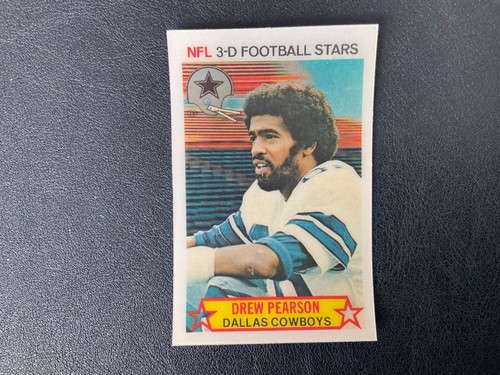 NFL 3-D FOOTBALL STARS
DREW PEARSON
DALLAS COWBOYS